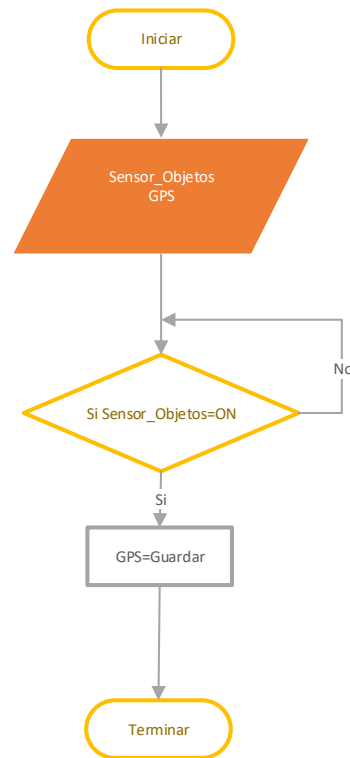 Iniciar
Sensor_Objetos
GPS
Si Sensor_Objetos=ON
No
Si
GPS=Guardar
Terminar